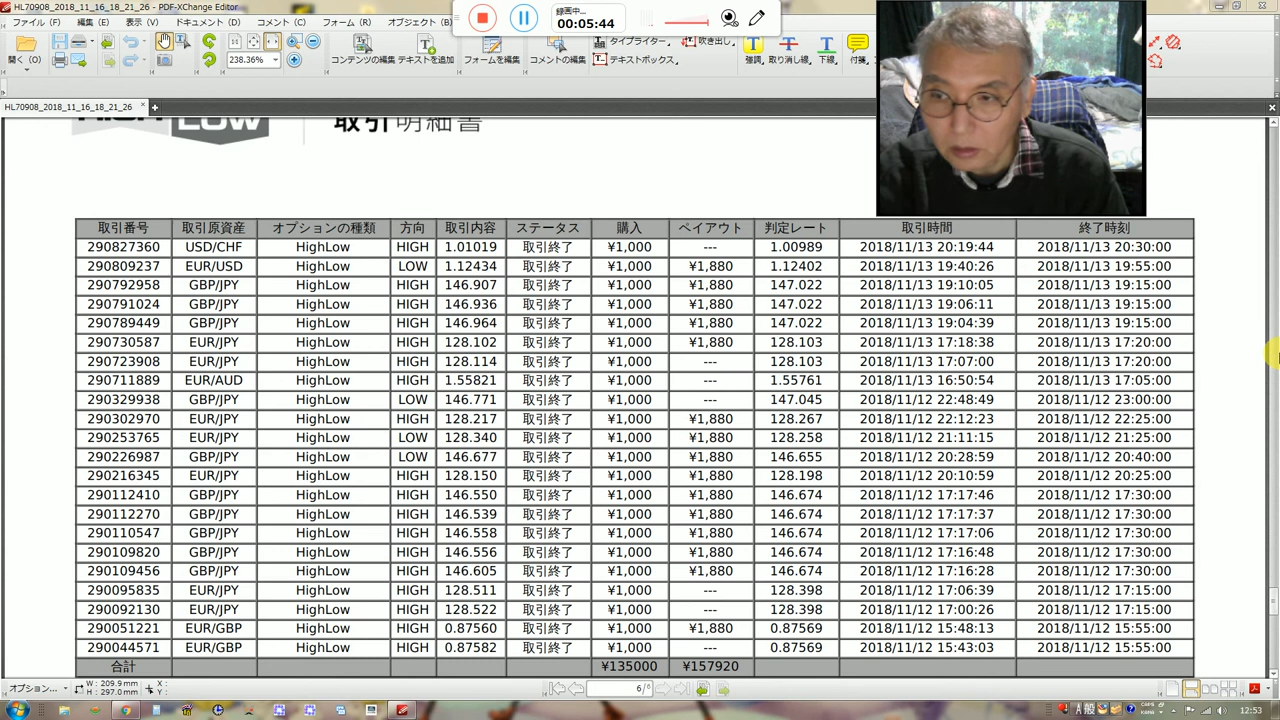 HL70908_2018_11_16_18_21_26 - PDF-XChange Editor
ファイル (F) 編集(E) 表示(V) ドキュメント(D) コメント(C) フォーム(R) オブジェクト(B)
録画中...
00:05:44
開く(O)
238.36%
コンテンツの編集 テキストを追加 フォームを編集 コメントの編集
タイプライター 吹き出し
テキストボックス
強調 取り消し線 下線 付箋
HL70908_2018_11_16_18_21_26
HIGH LOW 取引明細書
取引番号 取引原資産 オプションの種類 方向 取引内容 ステータス 購入 ペイアウト 判定レート 取引時間 終了時刻
290827360 USD/CHF HighLow HIGH 1.01019 取引終了 ¥1,000 --- 1.00989 2018/11/13 20:19:44 2018/11/13 20:30:00
290809237 EUR/USD HighLow LOW 1.12434 取引終了 ¥1,000 ¥1,880 1.12402 2018/11/13 19:40:26 2018/11/13 19:55:00
290792958 GBP/JPY HighLow HIGH 146.907 取引終了 ¥1,000 ¥1,880 147.022 2018/11/13 19:10:05 2018/11/13 19:15:00
290791024 GBP/JPY HighLow HIGH 146.936 取引終了 ¥1,000 ¥1,880 147.022 2018/11/13 19:06:11 2018/11/13 19:15:00
290789449 GBP/JPY HighLow HIGH 146.964 取引終了 ¥1,000 ¥1,880 147.022 2018/11/13 19:04:39 2018/11/13 19:15:00
290730587 EUR/JPY HighLow HIGH 128.102 取引終了 ¥1,000 ¥1,880 128.103 2018/11/13 17:18:38 2018/11/13 17:20:00
290723908 EUR/JPY HighLow HIGH 128.114 取引終了 ¥1,000 --- 128.103 2018/11/13 17:07:00 2018/11/13 17:20:00
290711889 EUR/AUD HighLow HIGH 1.55821 取引終了 ¥1,000 --- 1.55761 2018/11/13 16:50:54 2018/11/13 17:05:00
290329938 GBP/JPY HighLow LOW 146.771 取引終了 ¥1,000 --- 147.045 2018/11/12 22:48:49 2018/11/12 23:00:00
290302970 EUR/JPY HighLow HIGH 128.217 取引終了 ¥1,000 ¥1,880 128.267 2018/11/12 22:12:23 2018/11/12 22:25:00
290253765 EUR/JPY HighLow LOW 128.340 取引終了 ¥1,000 ¥1,880 128.258 2018/11/12 21:11:15 2018/11/12 21:25:00
290226987 GBP/JPY HighLow LOW 146.677 取引終了 ¥1,000 ¥1,880 146.655 2018/11/12 20:28:59 2018/11/12 20:40:00
290216345 EUR/JPY HighLow HIGH 128.150 取引終了 ¥1,000 ¥1,880 128.198 2018/11/12 20:10:59 2018/11/12 20:25:00
290112410 GBP/JPY HighLow HIGH 146.550 取引終了 ¥1,000 ¥1,880 146.674 2018/11/12 17:17:46 2018/11/12 17:30:00
290112270 GBP/JPY HighLow HIGH 146.539 取引終了 ¥1,000 ¥1,880 146.674 2018/11/12 17:17:37 2018/11/12 17:30:00
290110547 GBP/JPY HighLow HIGH 146.558 取引終了 ¥1,000 ¥1,880 146.674 2018/11/12 17:17:06 2018/11/12 17:30:00
290109820 GBP/JPY HighLow HIGH 146.556 取引終了 ¥1,000 ¥1,880 146.674 2018/11/12 17:16:48 2018/11/12 17:30:00
290109456 GBP/JPY HighLow HIGH 146.605 取引終了 ¥1,000 ¥1,880 146.674 2018/11/12 17:16:28 2018/11/12 17:30:00
290095835 EUR/JPY HighLow HIGH 128.511 取引終了 ¥1,000 --- 128.398 2018/11/12 17:06:39 2018/11/12 17:15:00
290092130 EUR/JPY HighLow HIGH 128.522 取引終了 ¥1,000 --- 128.398 2018/11/12 17:00:26 2018/11/12 17:15:00
290051221 EUR/GBP HighLow HIGH 0.87560 取引終了 ¥1,000 ¥1,880 0.87569 2018/11/12 15:48:13 2018/11/12 15:55:00
290044571 EUR/GBP HighLow HIGH 0.87582 取引終了 ¥1,000 --- 0.87569 2018/11/12 15:43:03 2018/11/12 15:55:00
合計 ¥135000 ¥157920
オプション... W : 209.9 mm X :
H : 297.0 mm Y :
6/6
A 般 12:53